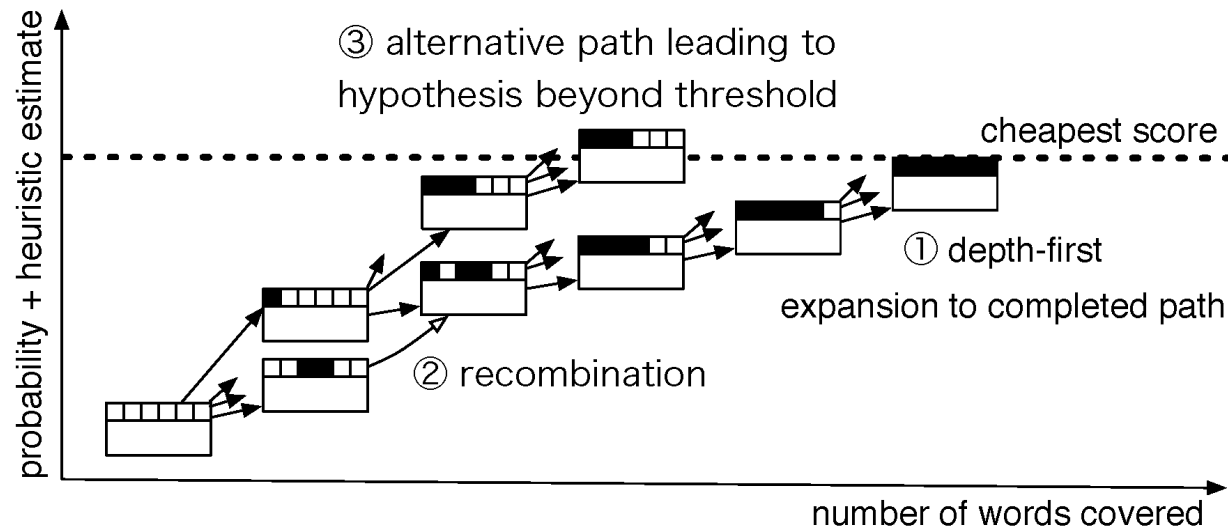 probability + heuristic estimate
③ alternative path leading to
hypothesis beyond threshold
cheapest score
① depth-first
expansion to completed path
② recombination
number of words covered